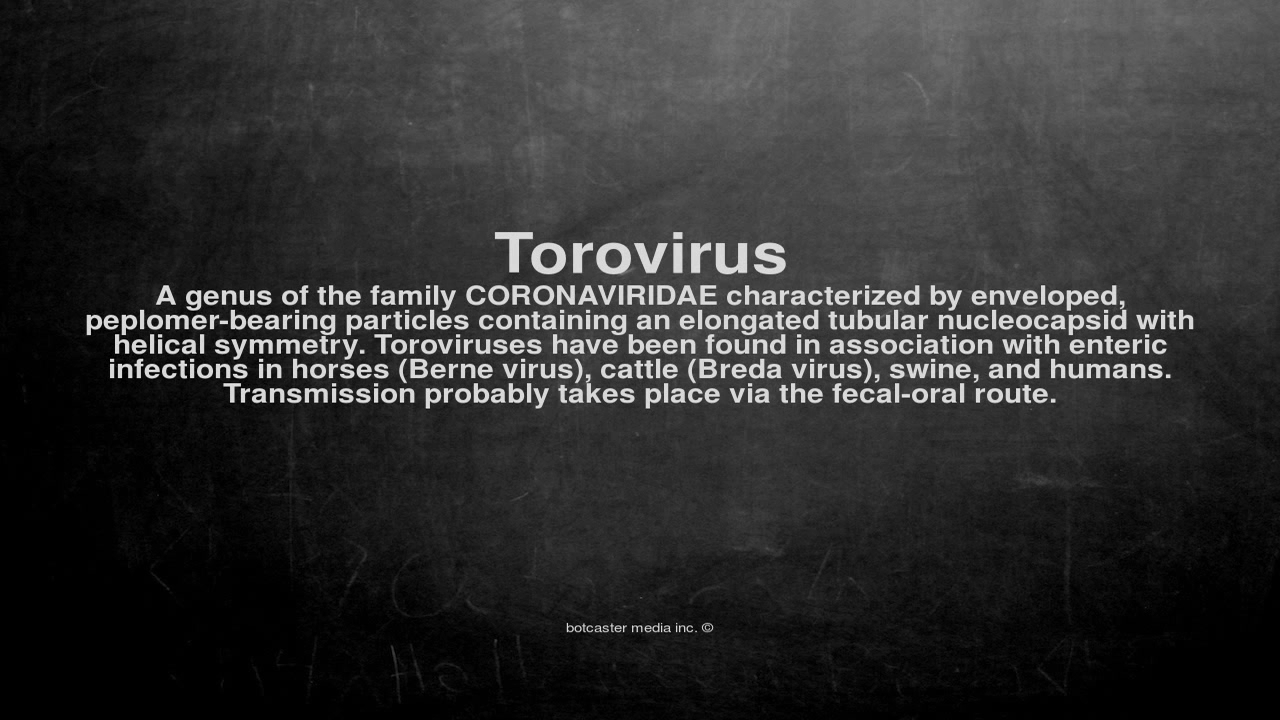 Torovirus
A genus of the family CORONAVIRIDAE characterized by enveloped,
peplomer-bearing particles containing an elongated tubular nucleocapsid with
helical symmetry. Toroviruses have been found in association with enteric
infections in horses (Berne virus), cattle (Breda virus), swine, and humans.
Transmission probably takes place via the fecal-oral route.
botcaster media inc. ©